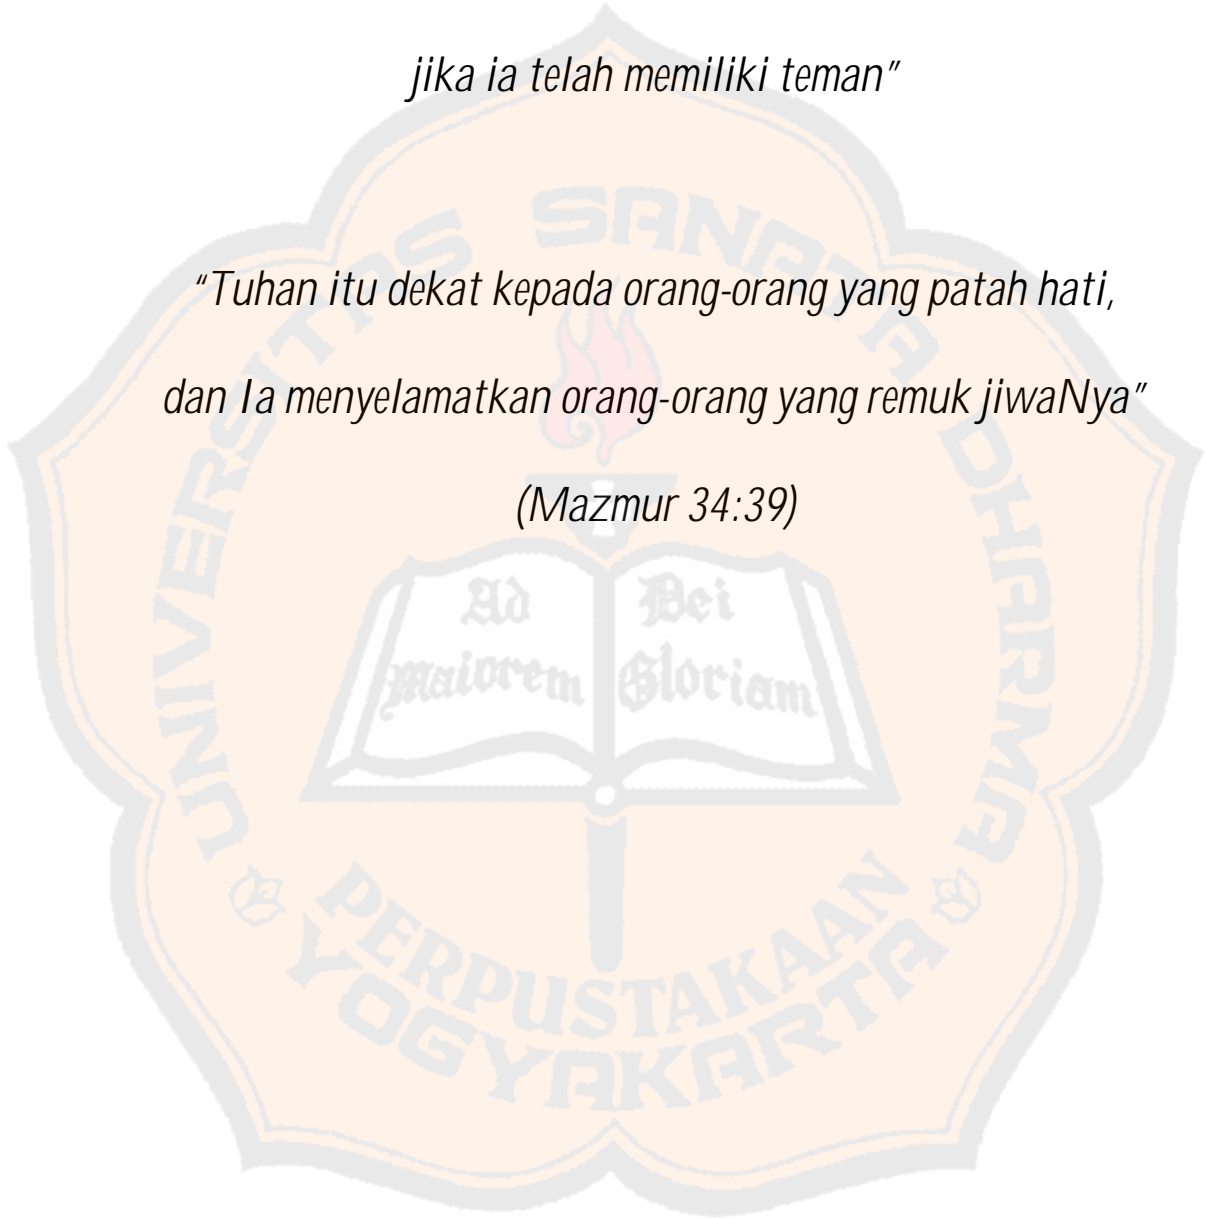 jika ia telah memiliki teman”
“Tuhan itu dekat kepada orang-orang yang patah hati,
dan Ia menyelamatkan orang-orang yang remuk jiwaNya”
(Mazmur 34:39)
UNIVERSITAS SANATA DHARMA
Ad Dei
maiorem Gloriam
PERPUSTAKAAN
YOGYAKARTA